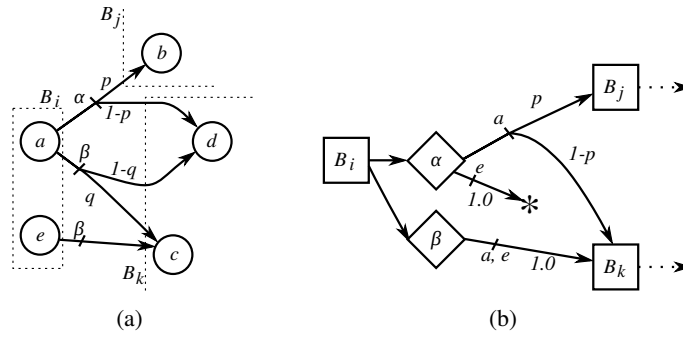 B_j
b
p
α
B_i
1-p
a
β
d
1-q
q
e
β
c
B_k
(a)
B_j
p
a
B_i
α
e
1-p
1.0
*
β
a, e
1.0
B_k
(b)